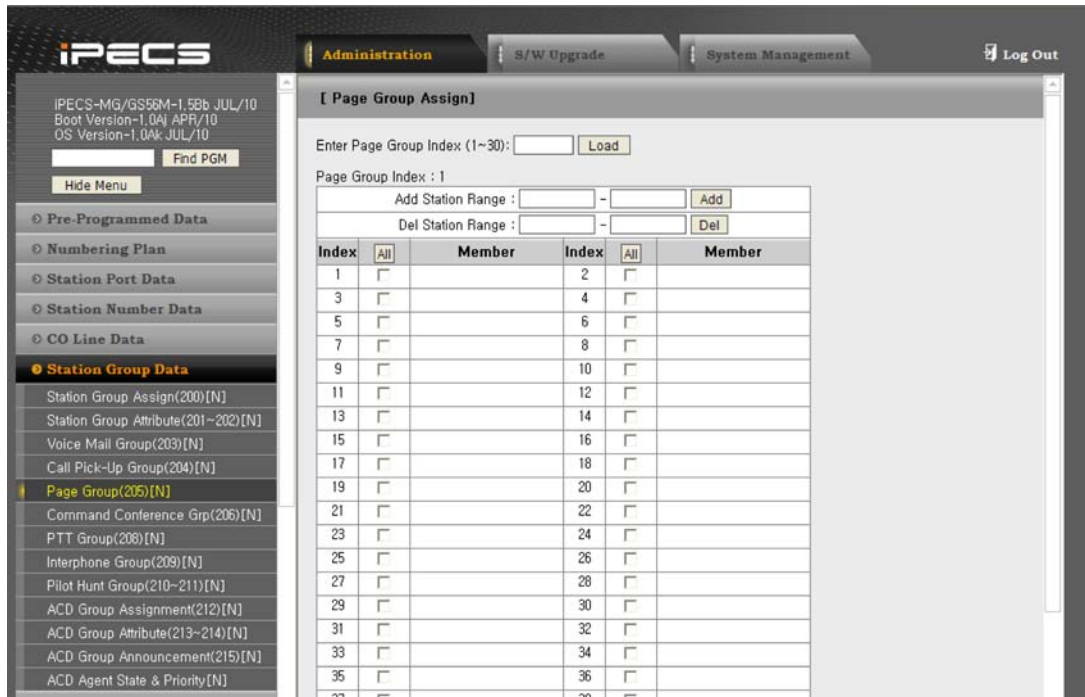 iPECS
Administration
S/W Upgrade
System Management
Log Out
iPECS-MG/GS56M-1,5Bb JUL/10
Boot Version-1,0Aj APR/10
OS Version-1,0Ak JUL/10
Find PGM
Hide Menu
Pre-Programmed Data
Numbering Plan
Station Port Data
Station Number Data
CO Line Data
Station Group Data
Station Group Assign(200)[N]
Station Group Attribute(201~202)[N]
Voice Mail Group(203)[N]
Call Pick-Up Group(204)[N]
Page Group(205)[N]
Command Conference Grp(206)[N]
PTT Group(208)[N]
Interphone Group(209)[N]
Pilot Hunt Group(210~211)[N]
ACD Group Assignment(212)[N]
ACD Group Attribute(213~214)[N]
ACD Group Announcement(215)[N]
ACD Agent State & Priority[N]
[ Page Group Assign]
Enter Page Group Index (1~30): Load
Page Group Index : 1
Add Station Range : - Add
Del Station Range : - Del
Index All Member Index All Member
1 2
3 4
5 6
7 8
9 10
11 12
13 14
15 16
17 18
19 20
21 22
23 24
25 26
27 28
29 30
31 32
33 34
35 36